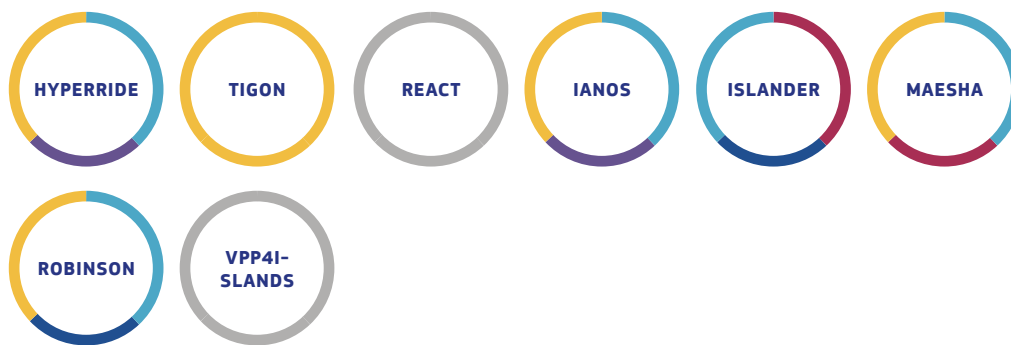 HYPERRIDE
TIGON
REACT
IANOS
ISLANDER
MAESHA
ROBINSON
VPP4I-
SLANDS